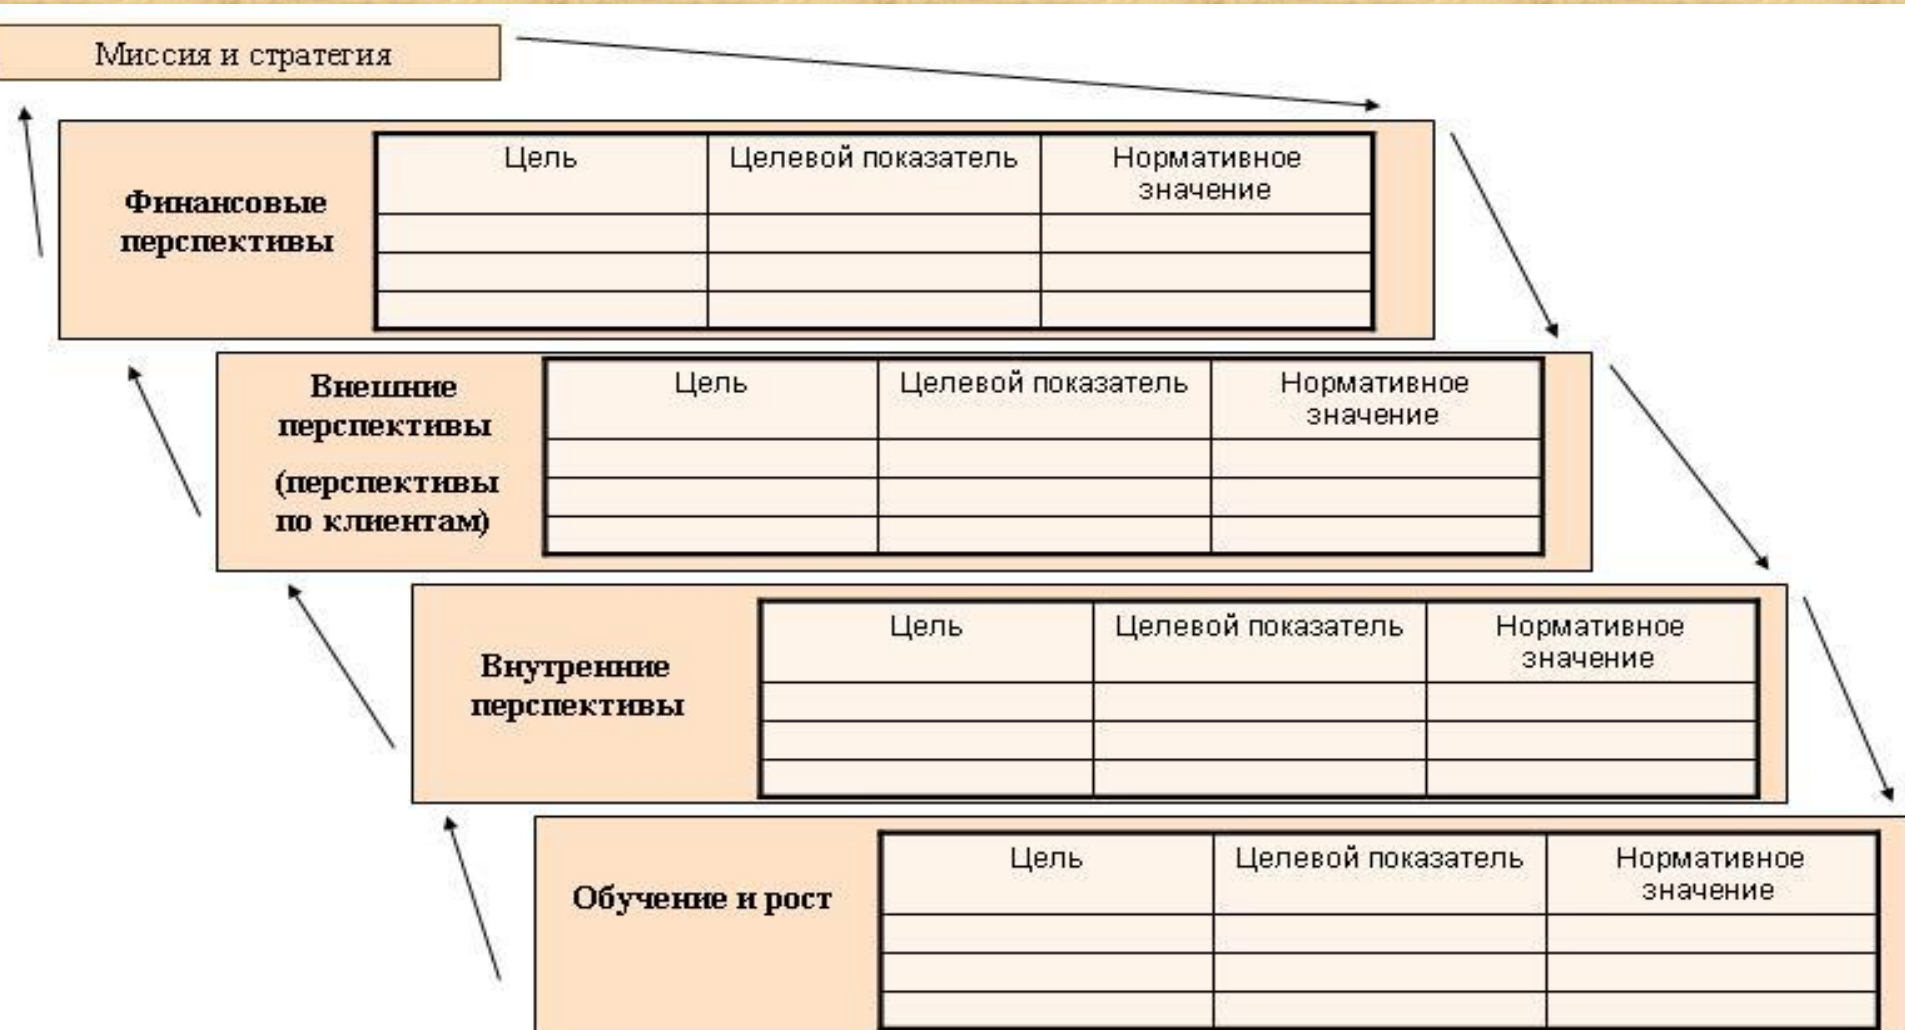 Миссия и стратегия
Финансовые
перспективы
Цель
Целевой показатель
Нормативное
значение
Внешние
перспективы
(перспективы
по клиентам)
Цель
Целевой показатель
Нормативное
значение
Внутренние
перспективы
Цель
Целевой показатель
Нормативное
значение
Обучение и рост
Цель
Целевой показатель
Нормативное
значение